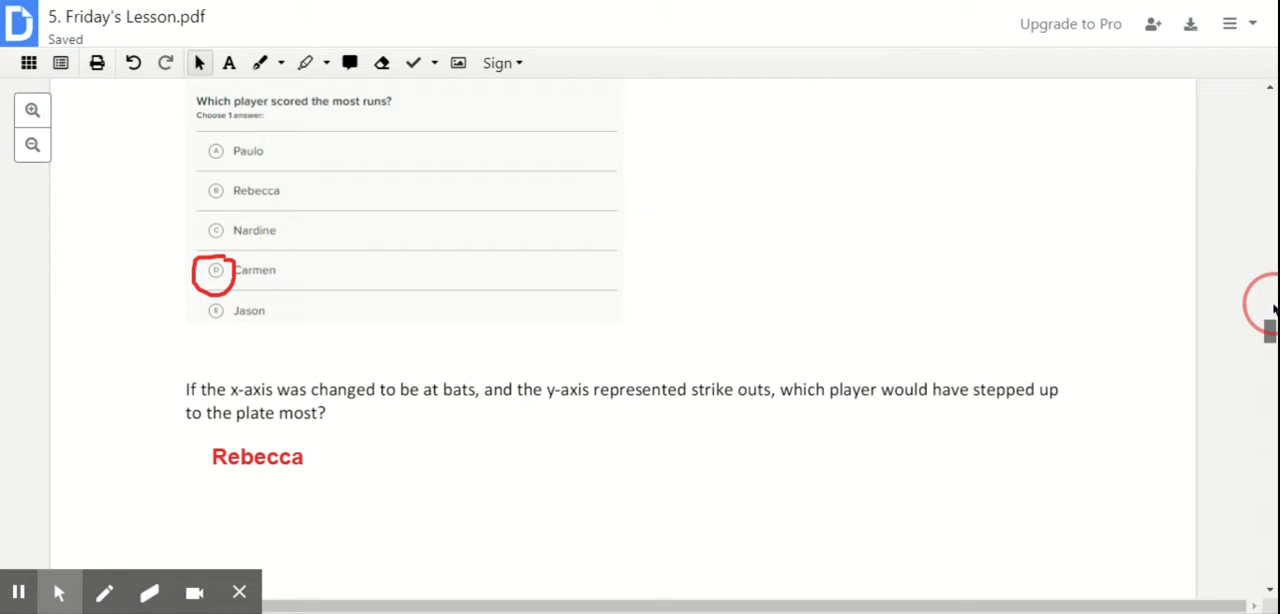 5. Friday's Lesson.pdf
Saved
Upgrade to Pro
A
Sign
Which player scored the most runs?
Choose 1 answer:
A Paulo
B Rebecca
C Nardine
D Carmen
E Jason
If the x-axis was changed to be at bats, and the y-axis represented strike outs, which player would have stepped up
to the plate most?
Rebecca